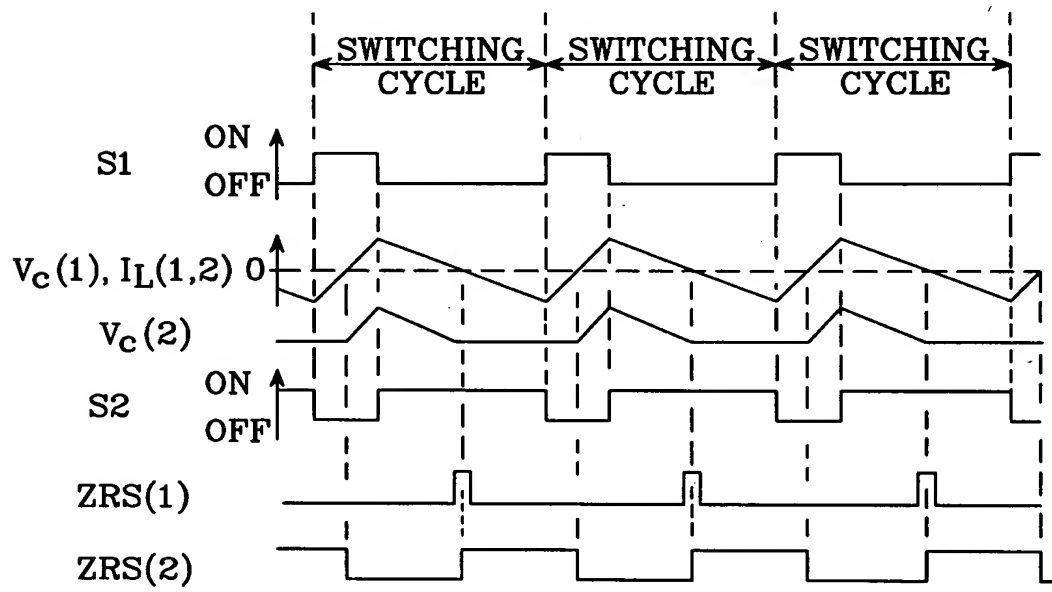 SWITCHING CYCLE
SWITCHING CYCLE
SWITCHING CYCLE
S1
ON
OFF
Vc(1), IL(1,2) 0
Vc(2)
S2
ON
OFF
ZRS(1)
ZRS(2)